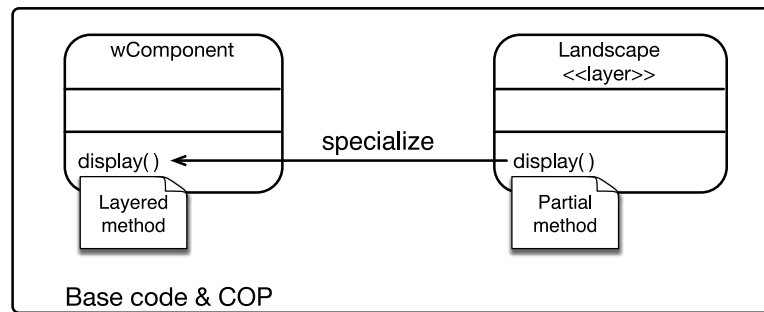 wComponent
Landscape
<<layer>>
specialize
display( )
display( )
Layered
method
Partial
method
Base code & COP